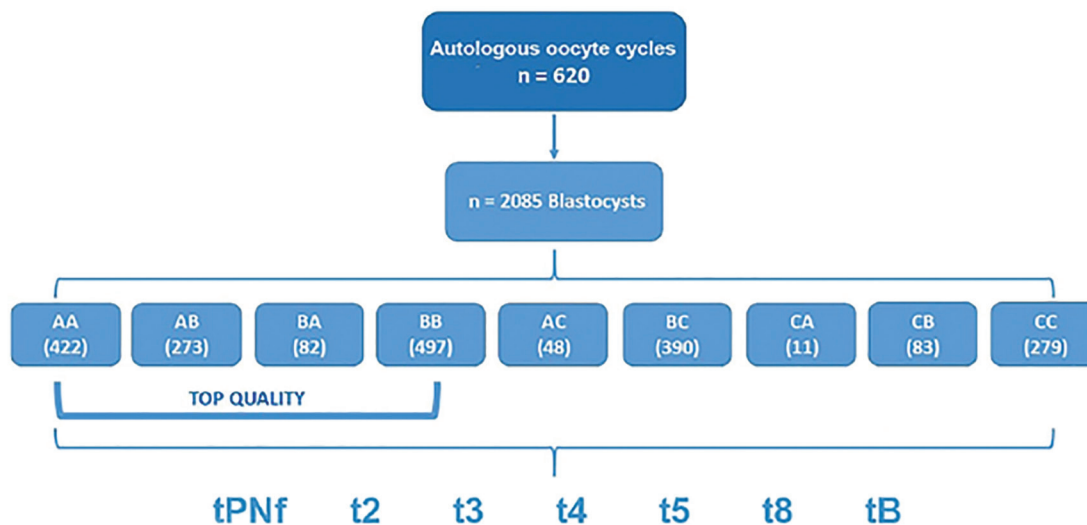 Autologous oocyte cycles
n = 620
n = 2085 Blastocysts
AA
(422)
AB
(273)
BA
(82)
BB
(497)
AC
(48)
BC
(390)
CA
(11)
CB
(83)
CC
(279)
TOP QUALITY
tPNf t2 t3 t4 t5 t8 tB